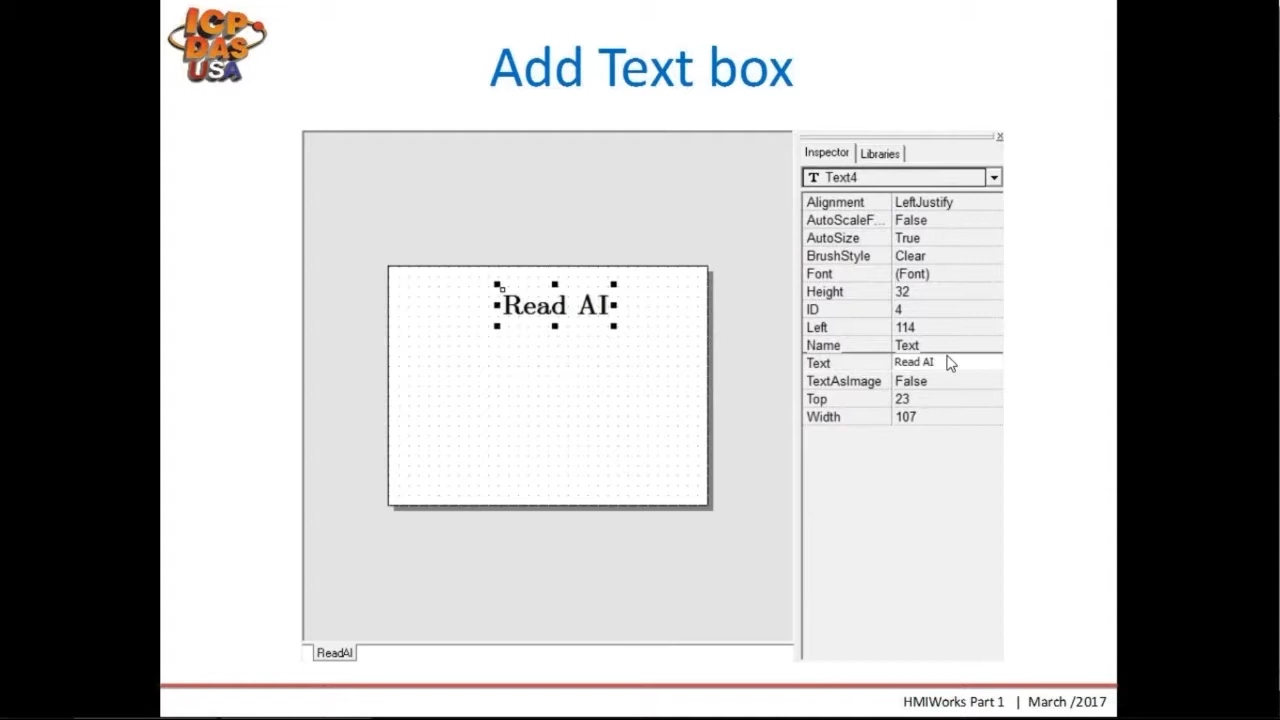 ICP
DAS
USA
Add Text box
Inspector Libraries
T Text4
Alignment LeftJustify
AutoScaleF... False
AutoSize True
BrushStyle Clear
Font (Font)
Height 32
ID 4
Left 114
Name Text
Text Read AI
TextAsImage False
Top 23
Width 107
Read AI
ReadAI
HMIWorks Part 1 | March /2017